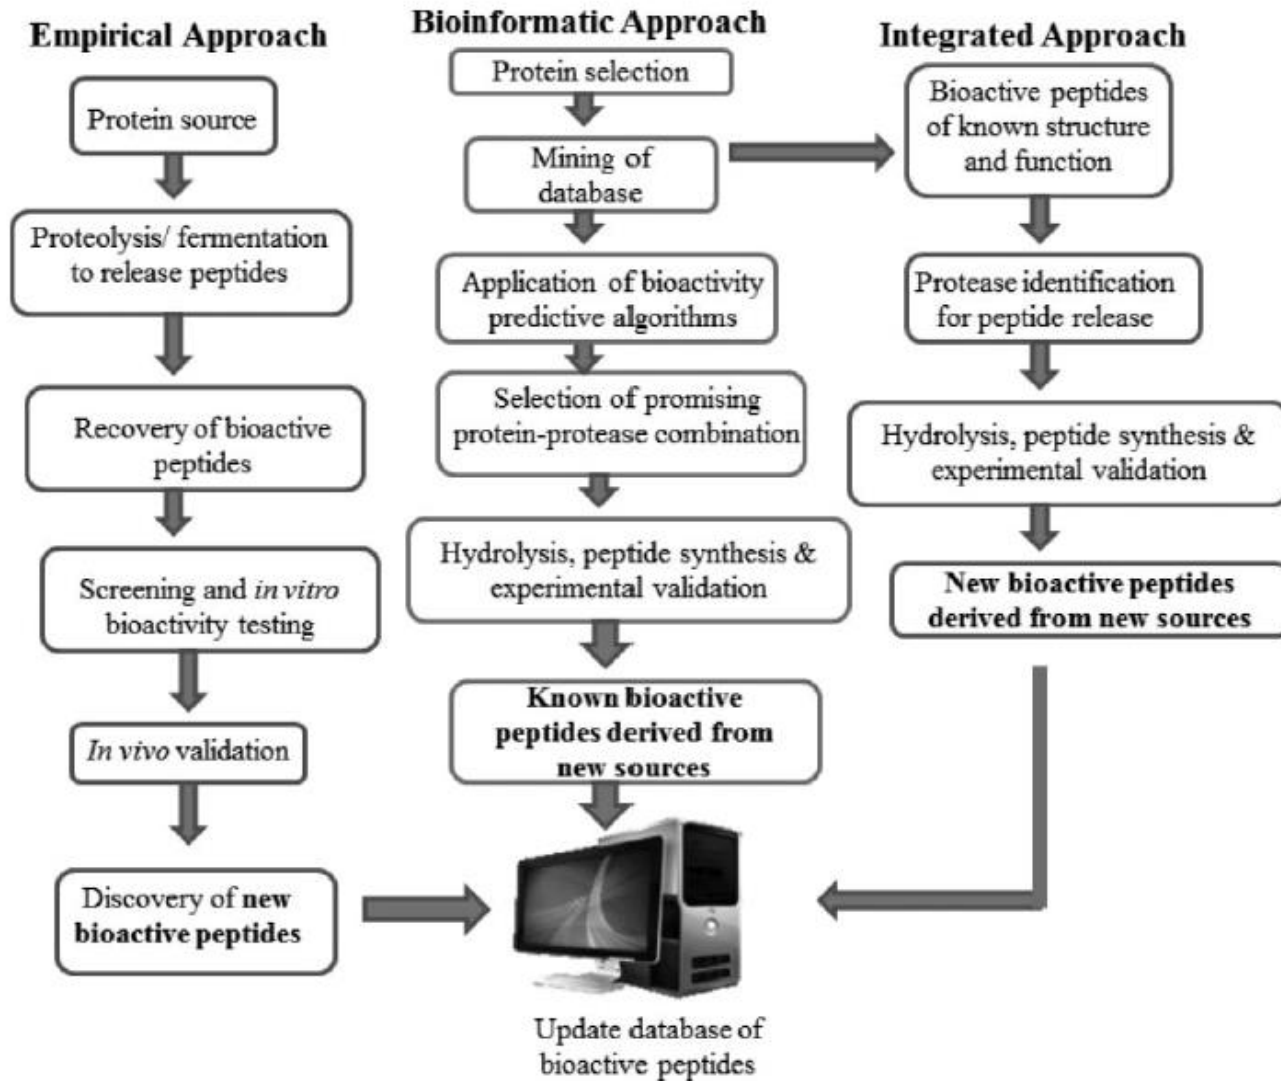 Empirical Approach
Protein source
Proteolysis/ fermentation
to release peptides
Recovery of bioactive
peptides
Screening and in vitro
bioactivity testing
In vivo validation
Discovery of new
bioactive peptides
Bioinformatic Approach
Protein selection
Mining of
database
Application of bioactivity
predictive algorithms
Selection of promising
protein-protease combination
Hydrolysis, peptide synthesis &
experimental validation
Known bioactive
peptides derived from
new sources
Update database of
bioactive peptides
Integrated Approach
Bioactive peptides
of known structure
and function
Protease identification
for peptide release
Hydrolysis, peptide synthesis &
experimental validation
New bioactive peptides
derived from new sources